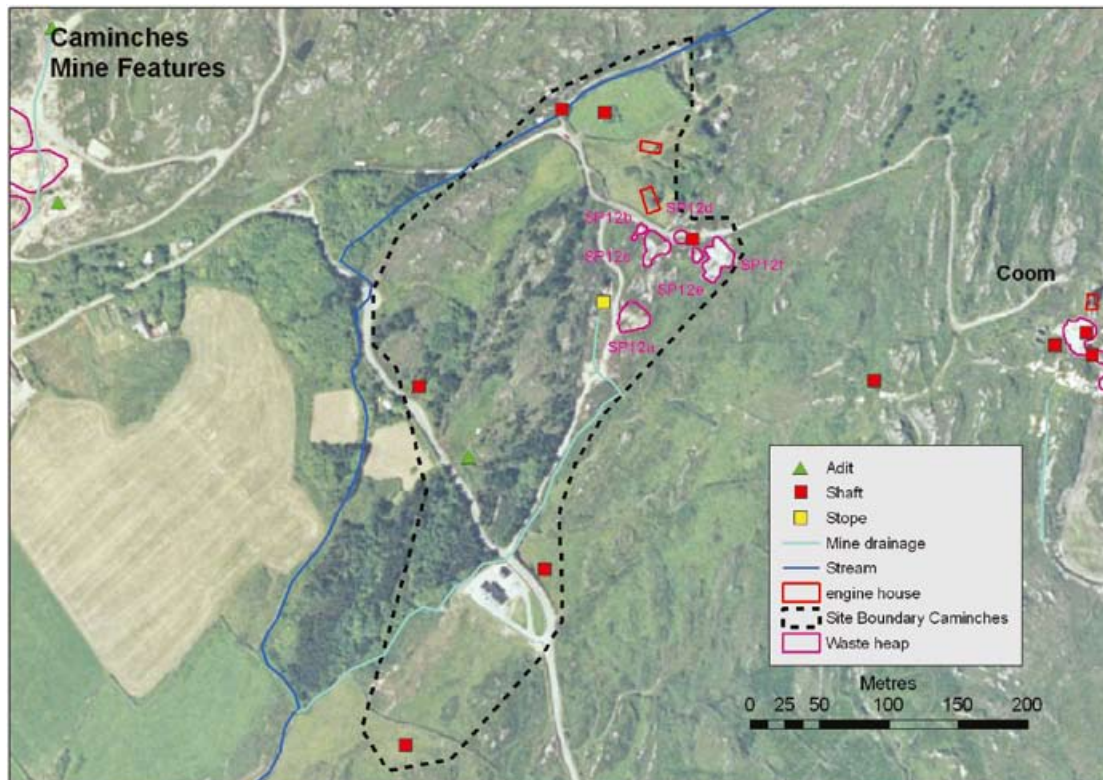 Caminches
Mine Features
SP12b
SP12d
SP12c
SP12f
SP12e
SP12a
Coom
Adit
Shaft
Stope
Mine drainage
Stream
engine house
Site Boundary Caminches
Waste heap
Metres
0 25 50 100 150 200